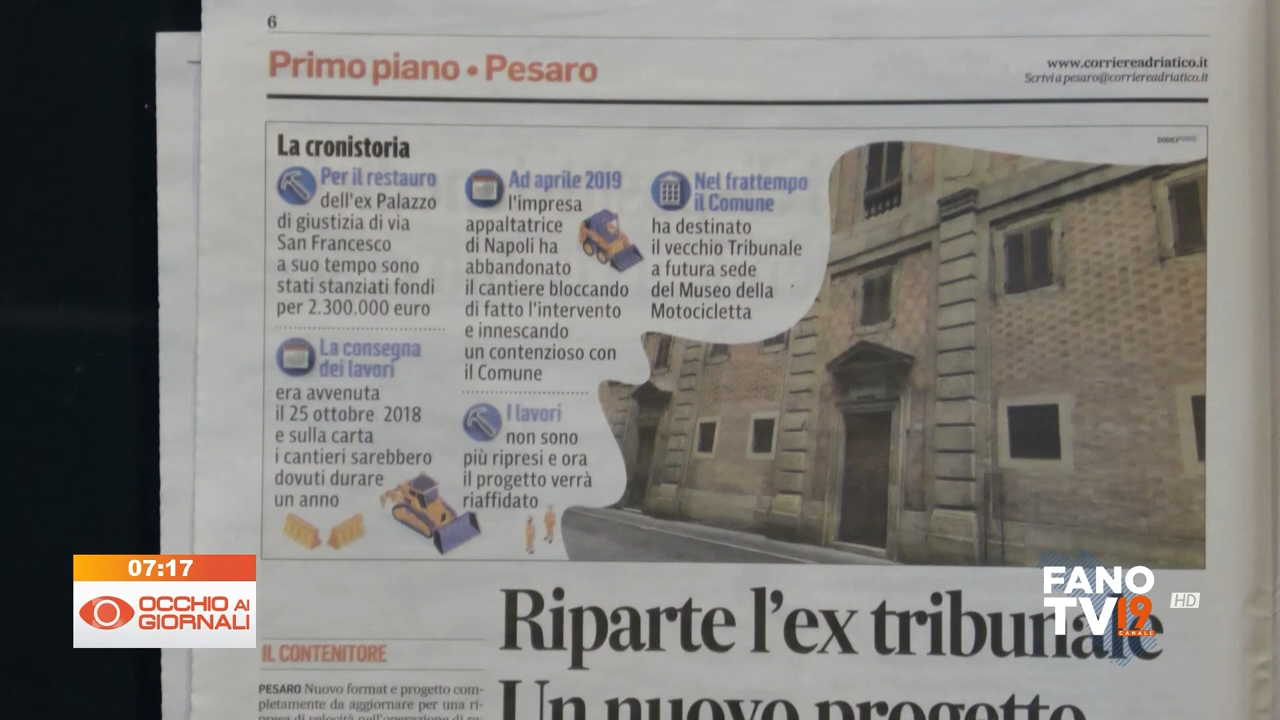 6
Primo piano • Pesaro
www.corriereadriatico.it
Scrivi a pesaro@corriereadriatico.it
La cronistoria
Per il restauro
dell'ex Palazzo
di giustizia di via
San Francesco
a suo tempo sono
stati stanziati fondi
per 2.300.000 euro
La consegna
dei lavori
era avvenuta
il 25 ottobre 2018
e sulla carta
i cantieri sarebbero
dovuti durare
un anno
Ad aprile 2019
l'impresa
appaltatrice
di Napoli ha
abbandonato
il cantiere bloccando
di fatto l'intervento
e innescando
un contenzioso con
il Comune
I lavori
non sono
più ripresi e ora
il progetto verrà
riaffidato
Nel frattempo
il Comune
ha destinato
il vecchio Tribunale
a futura sede
del Museo della
Motocicletta
07:17
OCCHIO AI
GIORNALI
FANO
TV 19
CANALE
HD
Riparte l'ex tribunale
Un nuovo progetto
IL CONTENITORE
PESARO Nuovo format e progetto com-
pletamente da aggiornare per una ri-